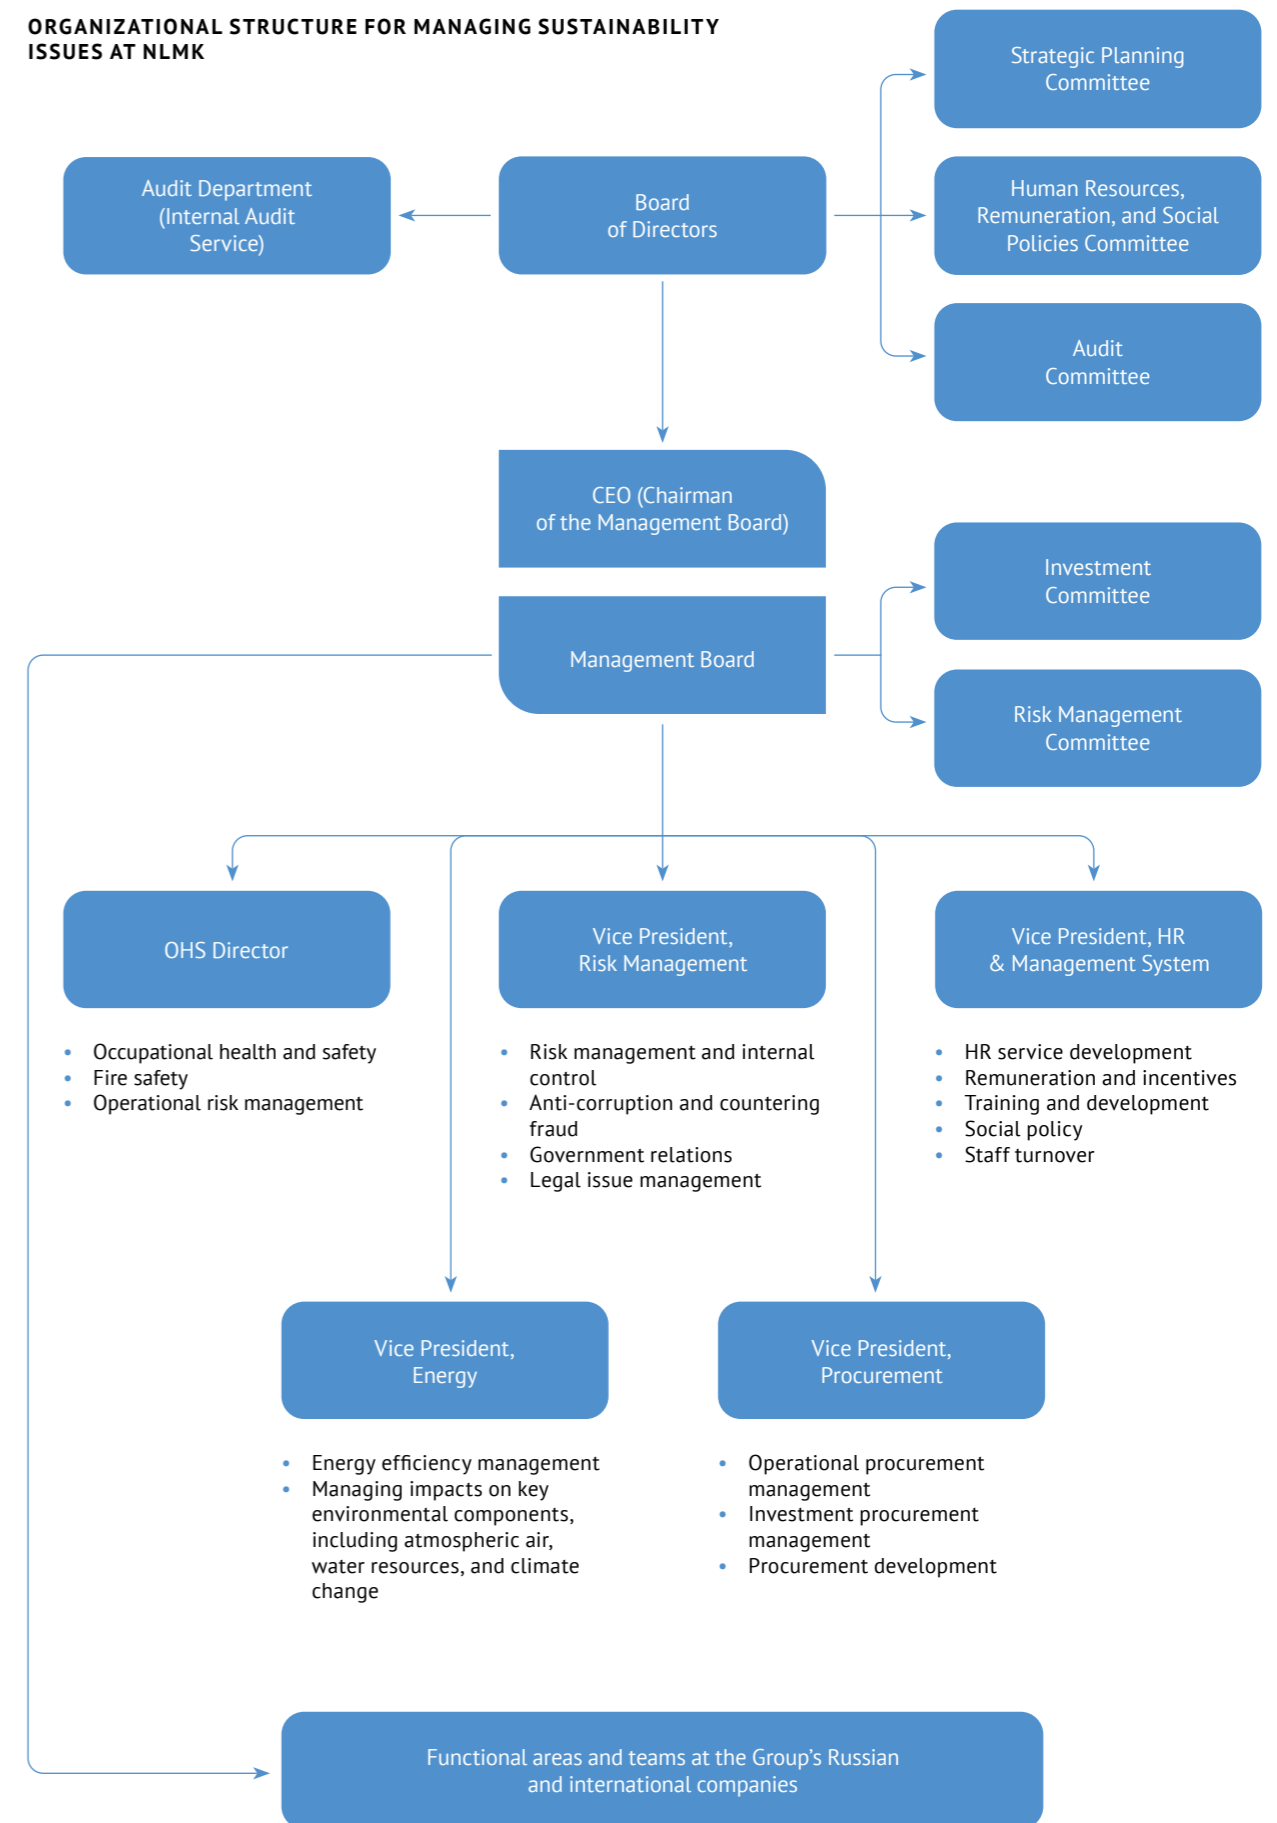 ORGANIZATIONAL STRUCTURE FOR MANAGING SUSTAINABILITY
ISSUES AT NLMK
Strategic Planning
Committee
Audit Department
(Internal Audit
Service)
Board
of Directors
Human Resources,
Remuneration, and Social
Policies Committee
Audit
Committee
CEO (Chairman
of the Management Board)
Investment
Committee
Management Board
Risk Management
Committee
OHS Director
• Occupational health and safety
• Fire safety
• Operational risk management
Vice President,
Risk Management
• Risk management and internal
control
• Anti-corruption and countering
fraud
• Government relations
• Legal issue management
Vice President, HR
& Management System
• HR service development
• Remuneration and incentives
• Training and development
• Social policy
• Staff turnover
Vice President,
Energy
• Energy efficiency management
• Managing impacts on key
environmental components,
including atmospheric air,
water resources, and climate
change
Vice President,
Procurement
• Operational procurement
management
• Investment procurement
management
• Procurement development
Functional areas and teams at the Group’s Russian
and international companies